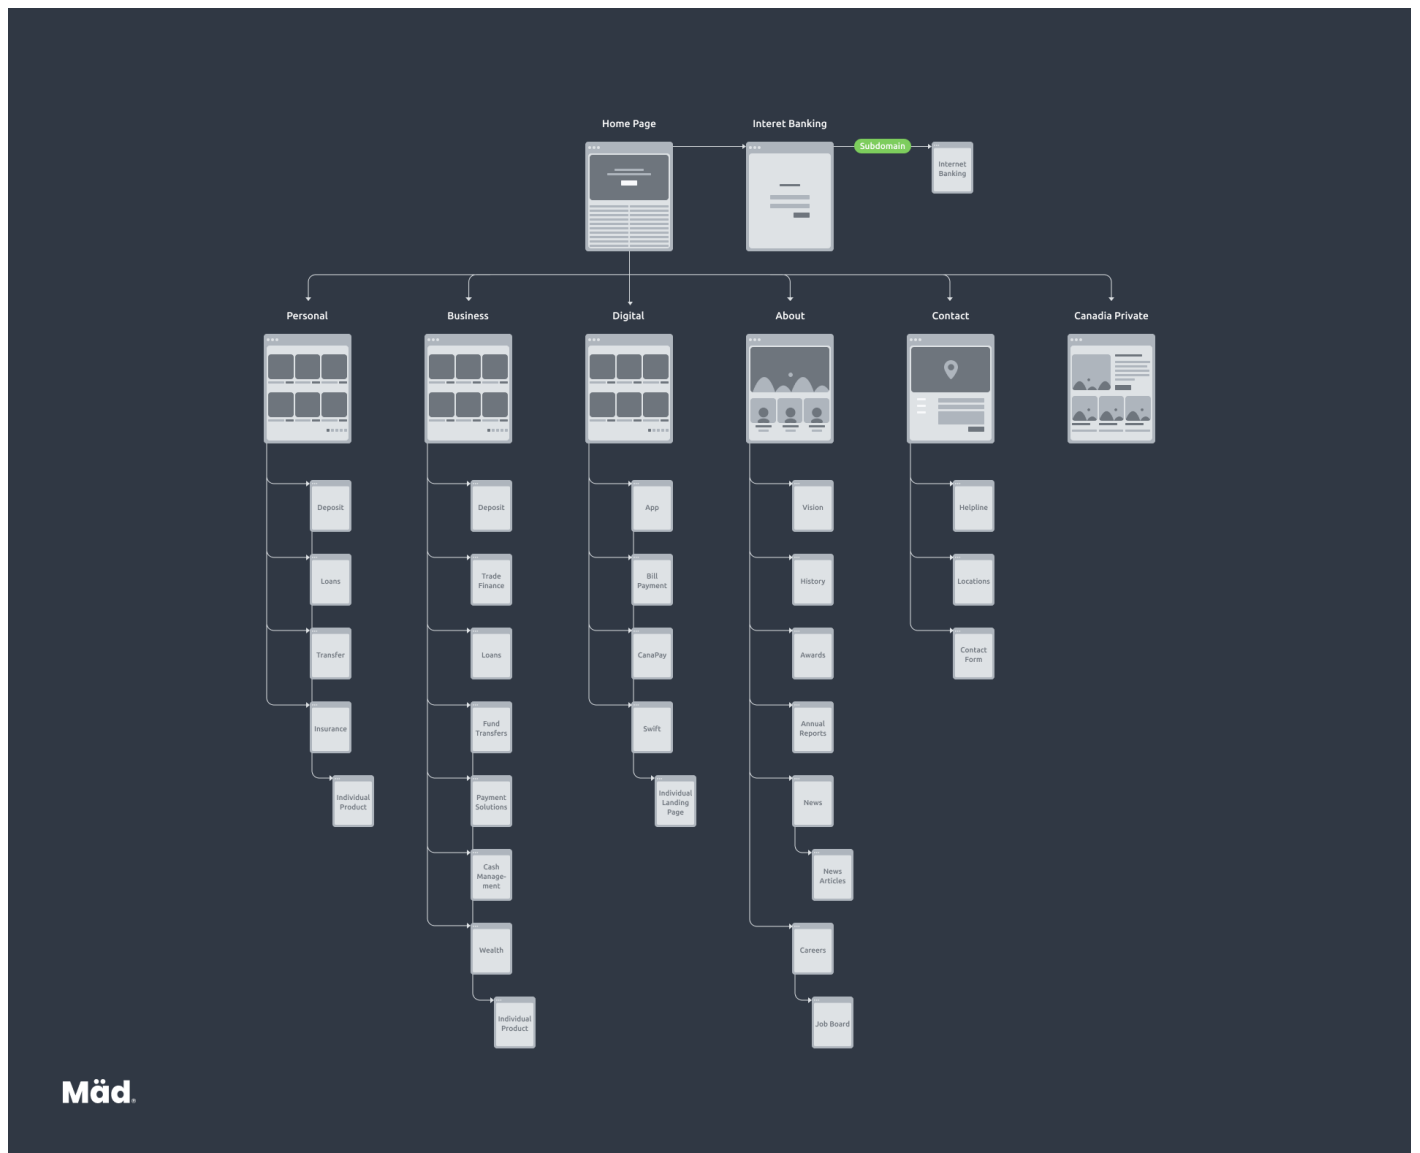 Home Page
Interet Banking
Subdomain
Internet
Banking
Personal
Business
Digital
About
Contact
Canadia Private
Deposit
Loans
Transfer
Insurance
Individual
Product
Deposit
Trade
Finance
Loans
Fund
Transfers
Payment
Solutions
Cash
Manage-
ment
Wealth
Individual
Product
App
Bill
Payment
CanaPay
Swift
Individual
Landing
Page
Vision
History
Awards
Annual
Reports
News
News
Articles
Careers
Job Board
Helpline
Locations
Contact
Form
Mäd®